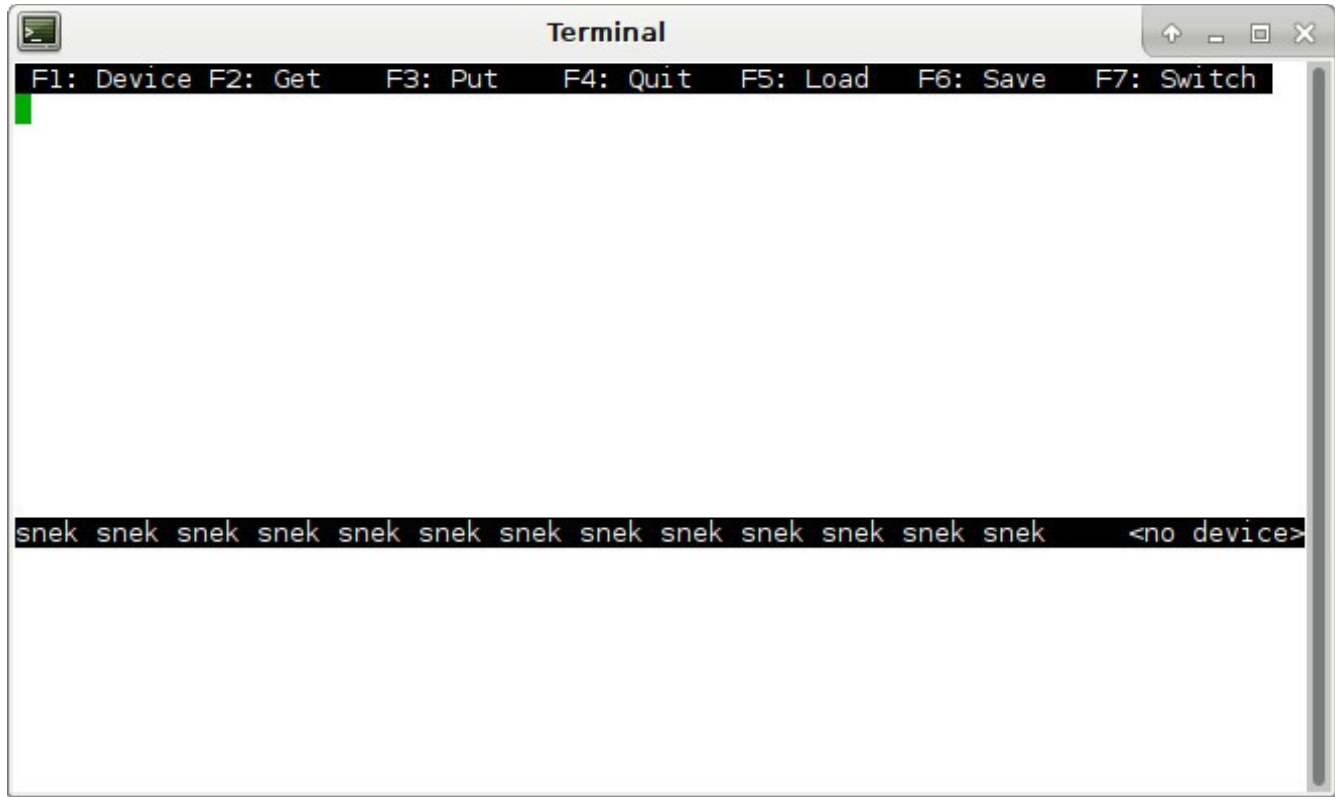 Terminal
F1: Device F2: Get    F3: Put    F4: Quit   F5: Load   F6: Save   F7: Switch
snek snek snek snek snek snek snek snek snek snek snek snek snek     <no device>